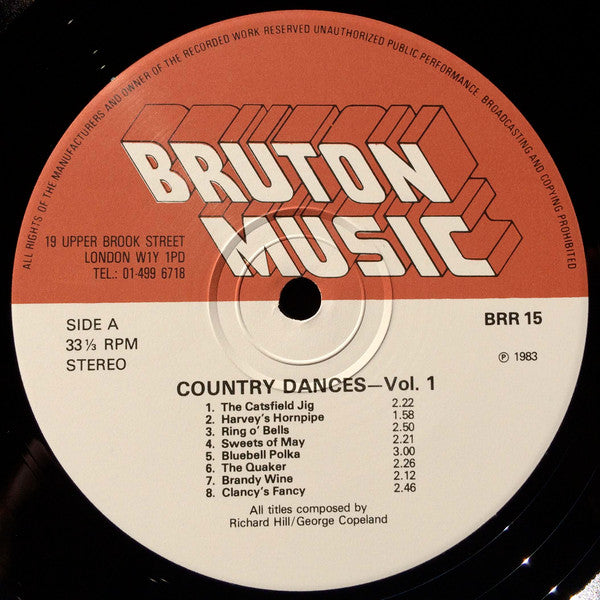 ALL RIGHTS OF THE MANUFACTURERS AND OWNER OF THE RECORDED WORK RESERVED UNAUTHORIZED PUBLIC PERFORMANCE BROADCASTING AND COPYING PROHIBITED
BRUTON
MUSIC
19 UPPER BROOK STREET
LONDON W1Y 1PD
TEL.: 01-499 6718
SIDE A
33 ⅓ RPM
STEREO
BRR 15
℗ 1983
COUNTRY DANCES—Vol. 1
1. The Catsfield Jig 2.22
2. Harvey's Hornpipe 1.58
3. Ring o' Bells 2.50
4. Sweets of May 2.21
5. Bluebell Polka 3.00
6. The Quaker 2.26
7. Brandy Wine 2.12
8. Clancy's Fancy 2.46
All titles composed by
Richard Hill/George Copeland